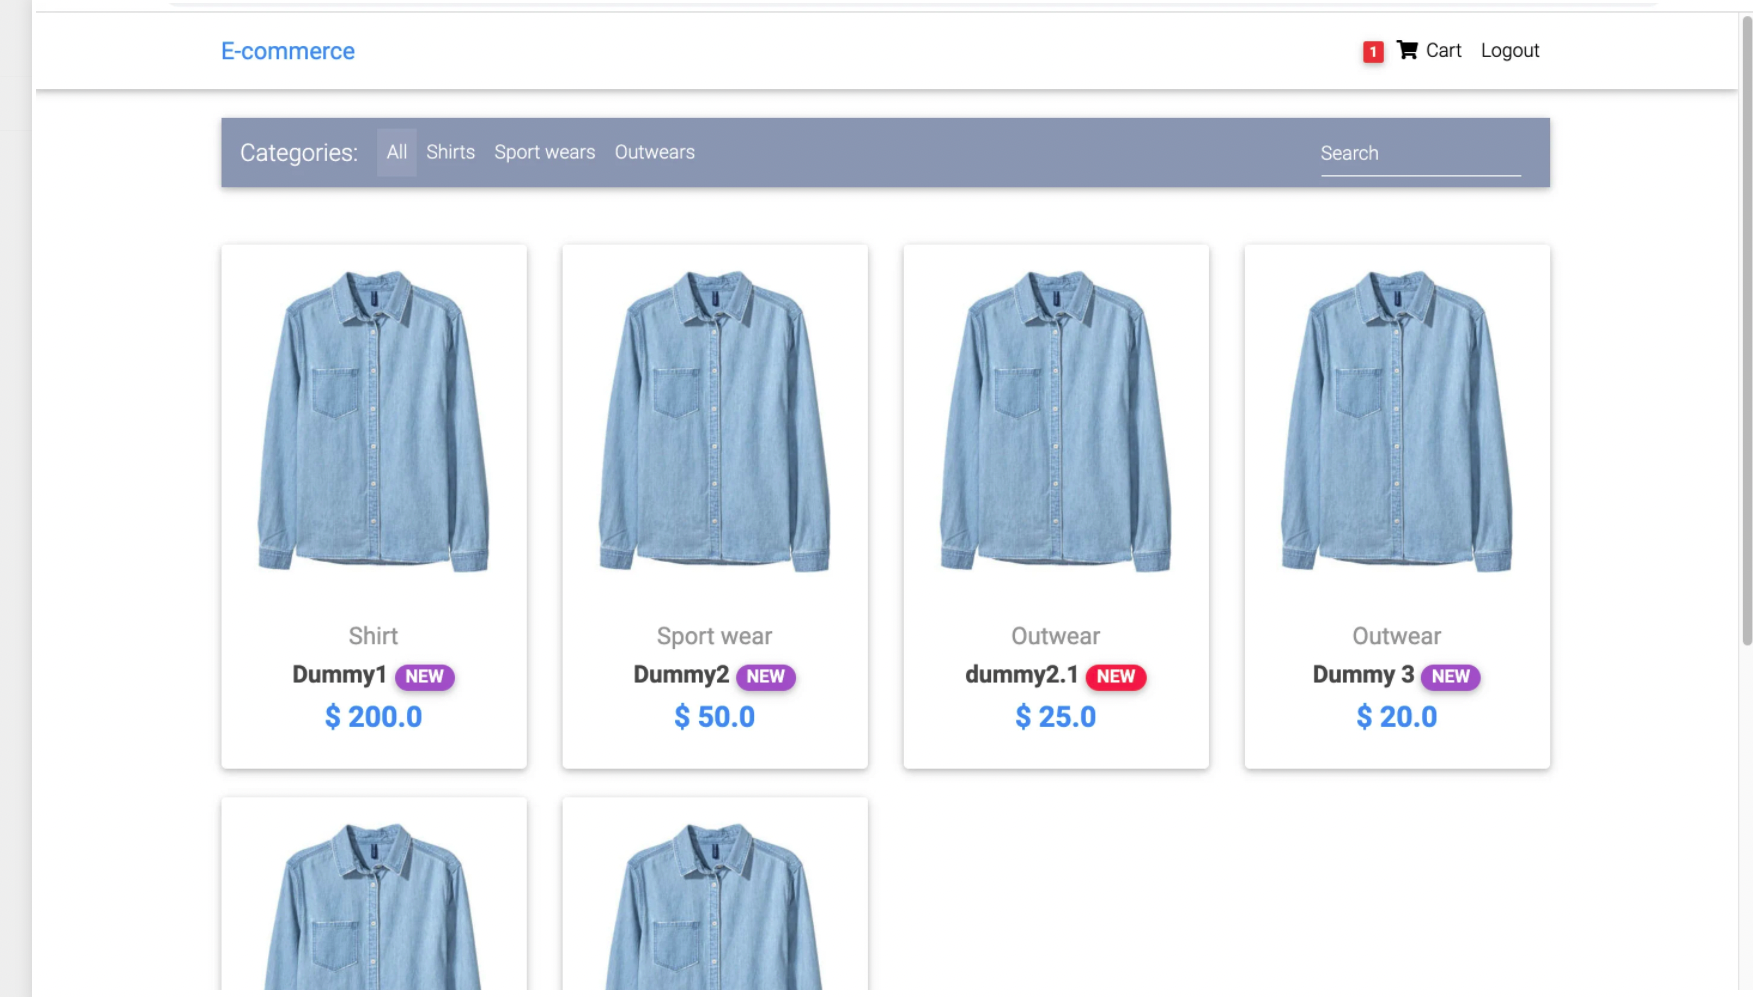 E-commerce
1 Cart Logout
Categories: All Shirts Sport wears Outwears Search
Shirt
Dummy1 NEW
$ 200.0
Sport wear
Dummy2 NEW
$ 50.0
Outwear
dummy2.1 NEW
$ 25.0
Outwear
Dummy 3 NEW
$ 20.0